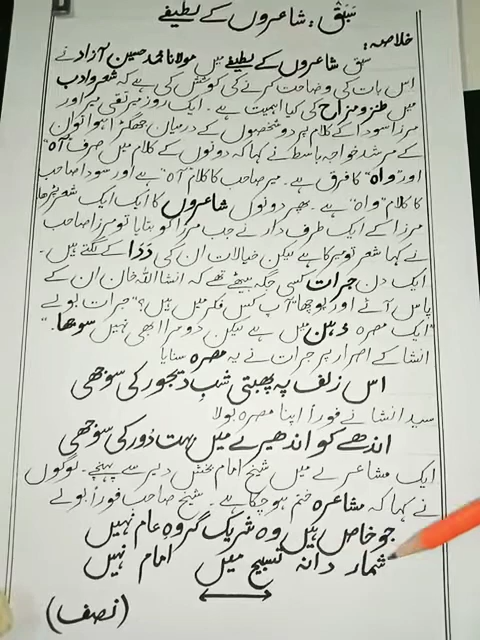 سبق: شاعروں کے لطیفے
خلاصہ:
سبق شاعروں کے لطیفے میں مولانا محمد حسین آزاد نے
اس بات کی وضاحت کرنے کی کوشش کی ہے کہ شعر و ادب
میں طنز و مزاح کی کیا اہمیت ہے۔ ایک روز میر تقی میر اور
مرزا سودا کے کلام پر دو شخصوں کے درمیان جھگڑا ہوا تو ان
کے مرشد خواجہ باسط نے کہا کہ دونوں کے کلام میں صرف "آہ"
اور "واہ" کا فرق ہے۔ میر صاحب کا کلام "آہ" ہے اور سودا صاحب
کا کلام "واہ" ہے۔ پھر دونوں شاعروں کا ایک ایک شعر پڑھا
مرزا کے ایک طرف دار نے جب مرزا کو بتایا تو مرزا صاحب
نے کہا شعر تو میر کا ہے لیکن خیالات ان کی ددا کے لگتے ہیں۔
ایک دن جرات کسی جگہ بیٹھے تھے کہ انشا اللہ خان ان کے
پاس آئے اور پوچھا "آپ کس فکر میں ہیں؟" جرات بولے
"ایک مصرہ ذہن میں ہے لیکن دوسرا ابھی نہیں سوجھا۔"
انشا کے اصرار پر جرات نے یہ مصرہ سنایا
اس زلف پہ پھبتی شبِ دیجور کی سوجھی
سید انشا نے فوراً اپنا مصرہ بولا
اندھے کو اندھیرے میں بہت دُور کی سوجھی
ایک مشاعرے میں شیخ امام بخش دیر سے پہنچے۔ لوگوں
نے کہا کہ مشاعرہ ختم ہو چکا ہے۔ شیخ صاحب فوراً بولے
جو خاص ہیں وہ شریک گروہِ عام نہیں
شمار دانہ تسبیح میں امام نہیں
(نصف)